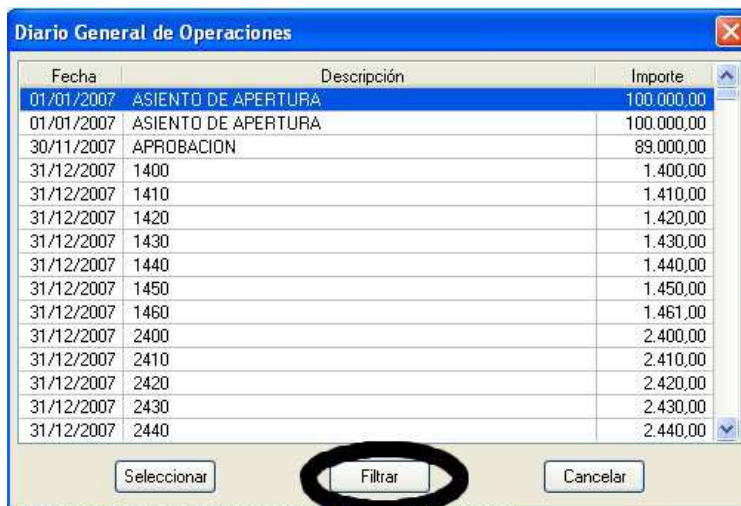 Diario General de Operaciones
Fecha Descripción Importe
01/01/2007 ASIENTO DE APERTURA 100.000,00
01/01/2007 ASIENTO DE APERTURA 100.000,00
30/11/2007 APROBACION 89.000,00
31/12/2007 1400 1.400,00
31/12/2007 1410 1.410,00
31/12/2007 1420 1.420,00
31/12/2007 1430 1.430,00
31/12/2007 1440 1.440,00
31/12/2007 1450 1.450,00
31/12/2007 1460 1.461,00
31/12/2007 2400 2.400,00
31/12/2007 2410 2.410,00
31/12/2007 2420 2.420,00
31/12/2007 2430 2.430,00
31/12/2007 2440 2.440,00
Seleccionar Filtrar Cancelar